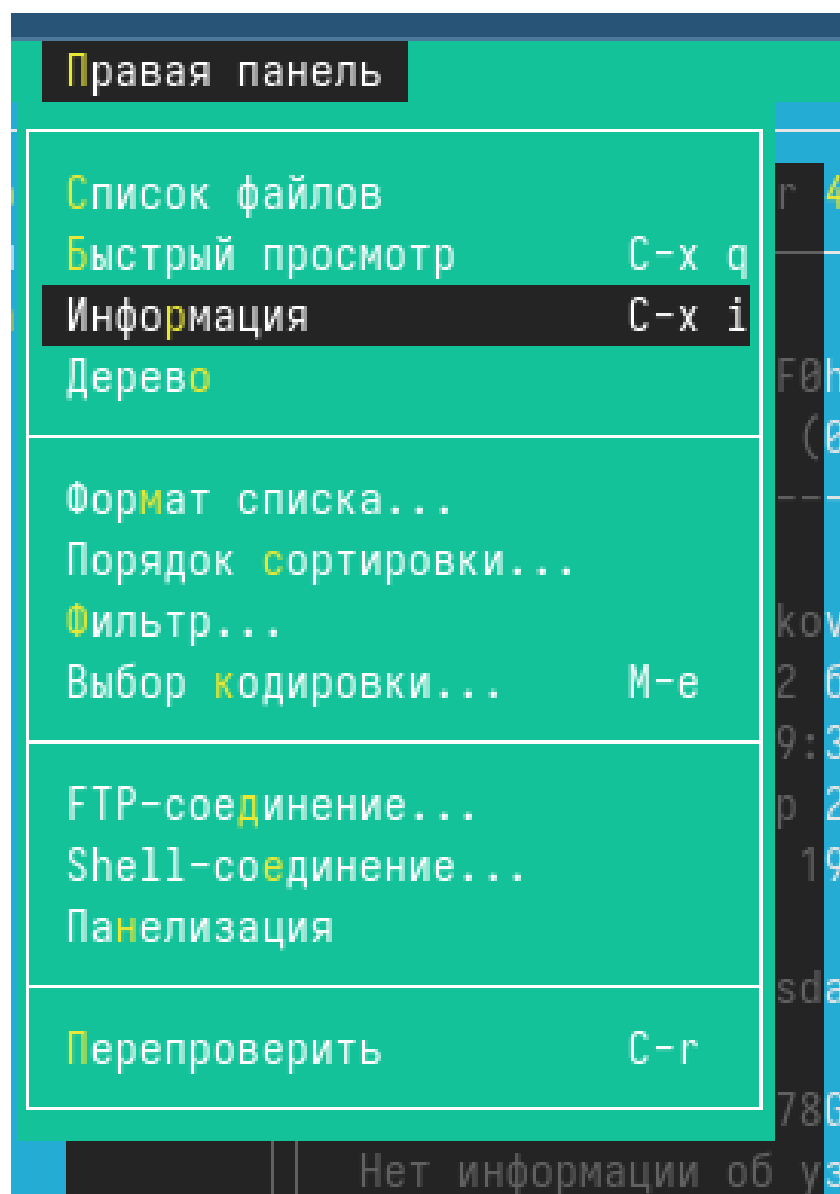 Правая панель
Список файлов
Быстрый просмотр C-x q
Информация C-x i
Дерево
Формат списка...
Порядок сортировки...
Фильтр...
Выбор кодировки... M-e
FTP-соединение...
Shell-соединение...
Панелизация
Перепроверить C-r
Нет информации об